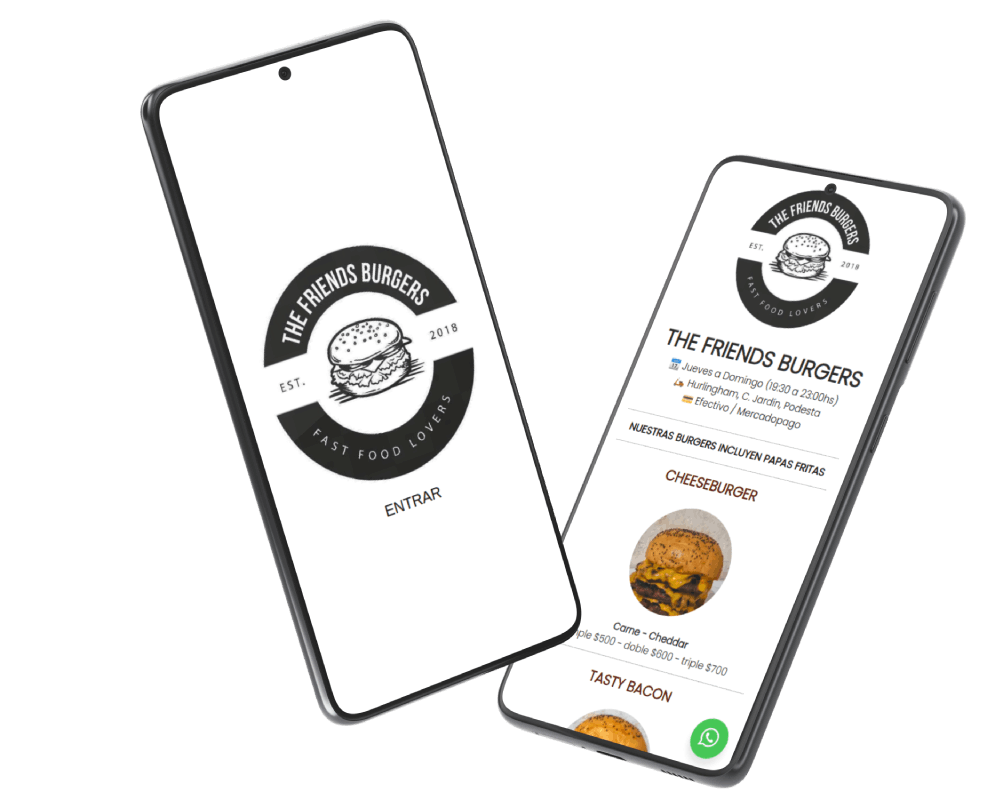 THE FRIENDS BURGERS
EST.
2018
FAST FOOD LOVERS
ENTRAR
THE FRIENDS BURGERS
EST.
2018
FAST FOOD LOVERS
THE FRIENDS BURGERS
Jueves a Domingo (19:30 a 23:00hs)
Hurlingham, C. Jardín, Podesta
Efectivo / Mercadopago
NUESTRAS BURGERS INCLUYEN PAPAS FRITAS
CHEESEBURGER
Carne - Cheddar
$500 - doble $600 - triple $700
TASTY BACON